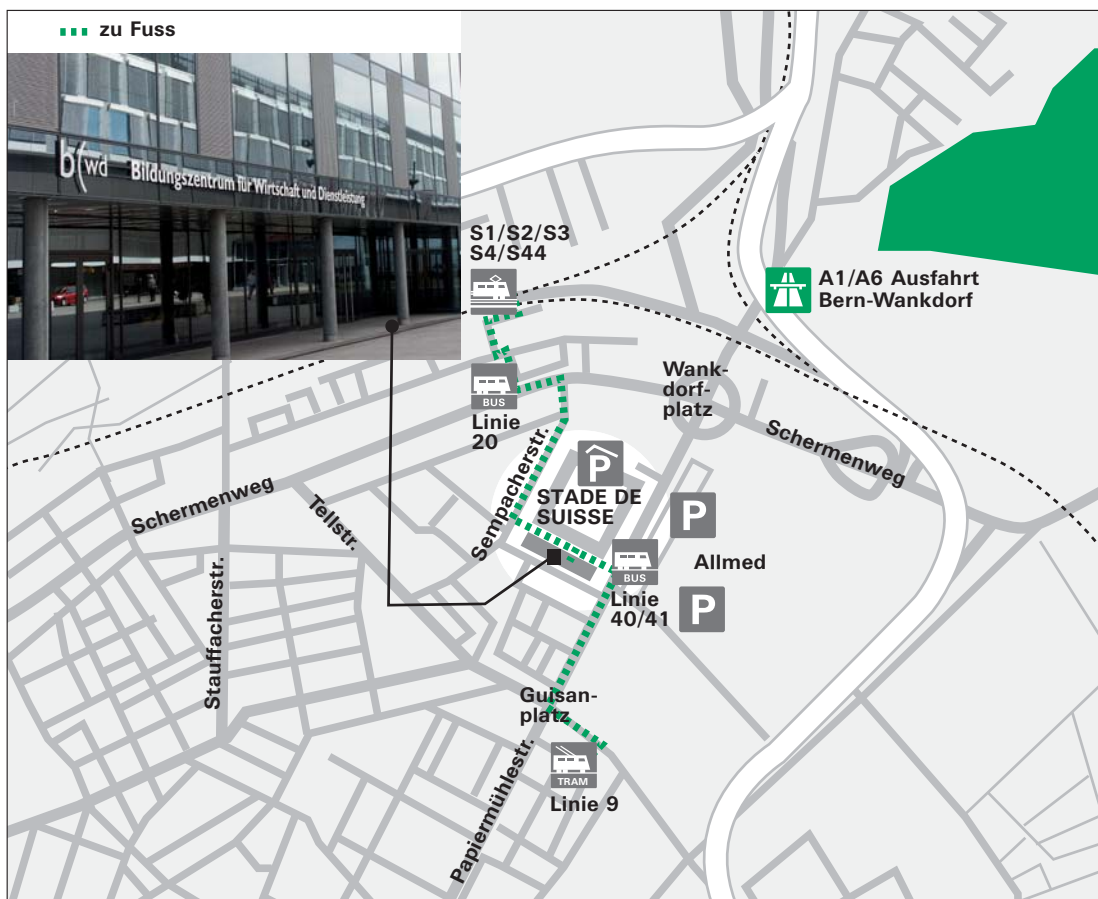 zu Fuss
b(wd Bildungszentrum für Wirtschaft und Dienstleistung
S1/S2/S3
S4/S44
A1/A6 Ausfahrt
Bern-Wankdorf
BUS
Linie
20
Wank-
dorf-
platz
Schermenweg
Sempacherstr.
P
STADE DE
SUISSE
Schermenweg
Tellstr.
P
BUS
Allmed
Linie
40/41
P
Stauffacherstr.
Guisan-
platz
Papiermühlestr.
TRAM
Linie 9